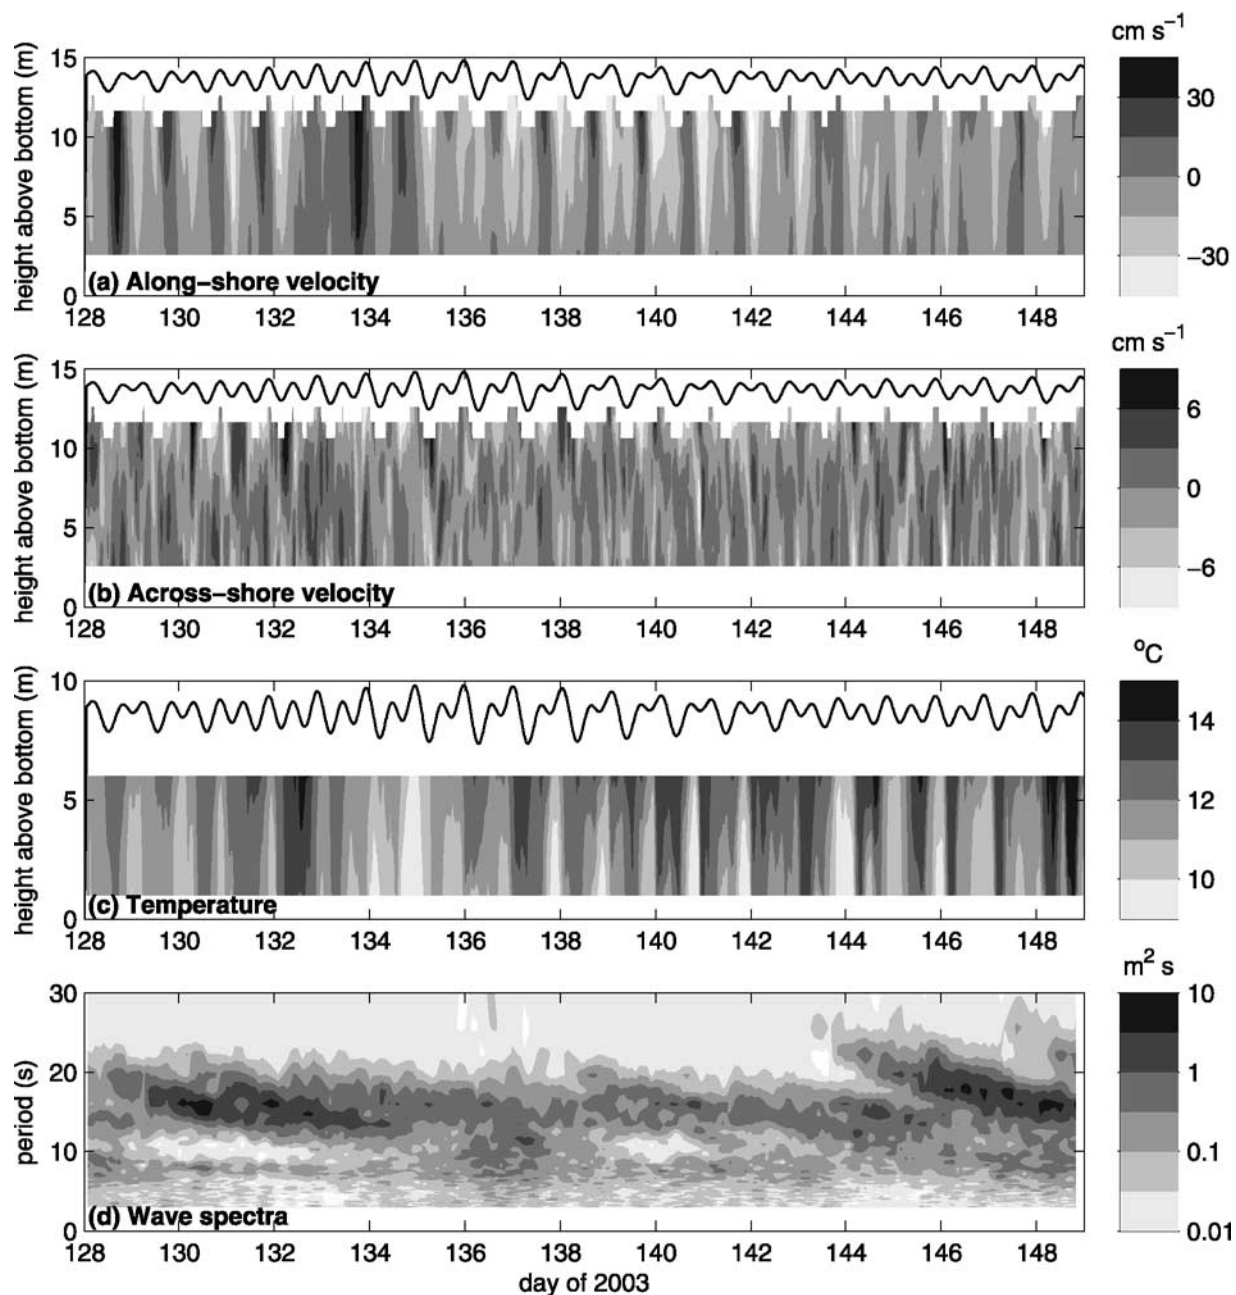 cm s−1
height above bottom (m)
15
10
5
0
30
0
−30
(a) Along−shore velocity
128 130 132 134 136 138 140 142 144 146 148
cm s−1
height above bottom (m)
15
10
5
0
6
0
−6
(b) Across−shore velocity
128 130 132 134 136 138 140 142 144 146 148
oC
height above bottom (m)
10
5
0
14
12
10
(c) Temperature
128 130 132 134 136 138 140 142 144 146 148
m2 s
period (s)
30
20
10
0
10
1
0.1
0.01
(d) Wave spectra
128 130 132 134 136 138 140 142 144 146 148
day of 2003